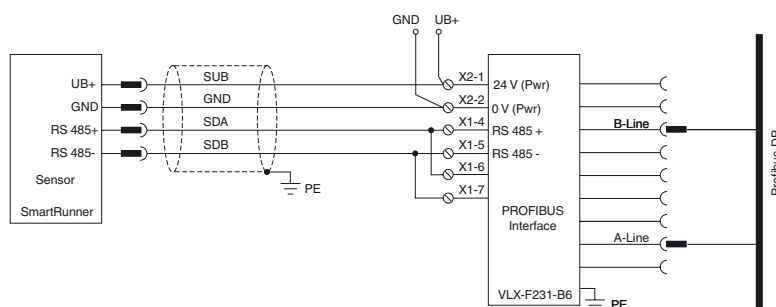 GND UB+
UB+ SUB X2-1 24 V (Pwr)
GND GND X2-2 0 V (Pwr)
RS 485+ SDA X1-4 RS 485 + B-Line
RS 485- SDB X1-5 RS 485 -
X1-6
Sensor PE X1-7
SmartRunner
PROFIBUS
Interface
A-Line
VLX-F231-B6
PE
Profibus DP